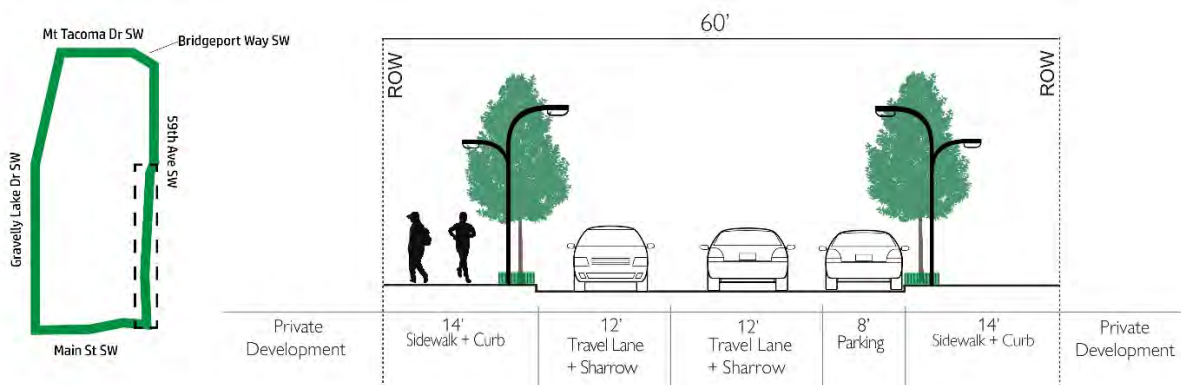 Mt Tacoma Dr SW
Bridgeport Way SW
59th Ave SW
Gravelly Lake Dr SW
Main St SW
60'
ROW
ROW
Private
Development
14'
Sidewalk + Curb
12'
Travel Lane
+ Sharrow
12'
Travel Lane
+ Sharrow
8'
Parking
14'
Sidewalk + Curb
Private
Development